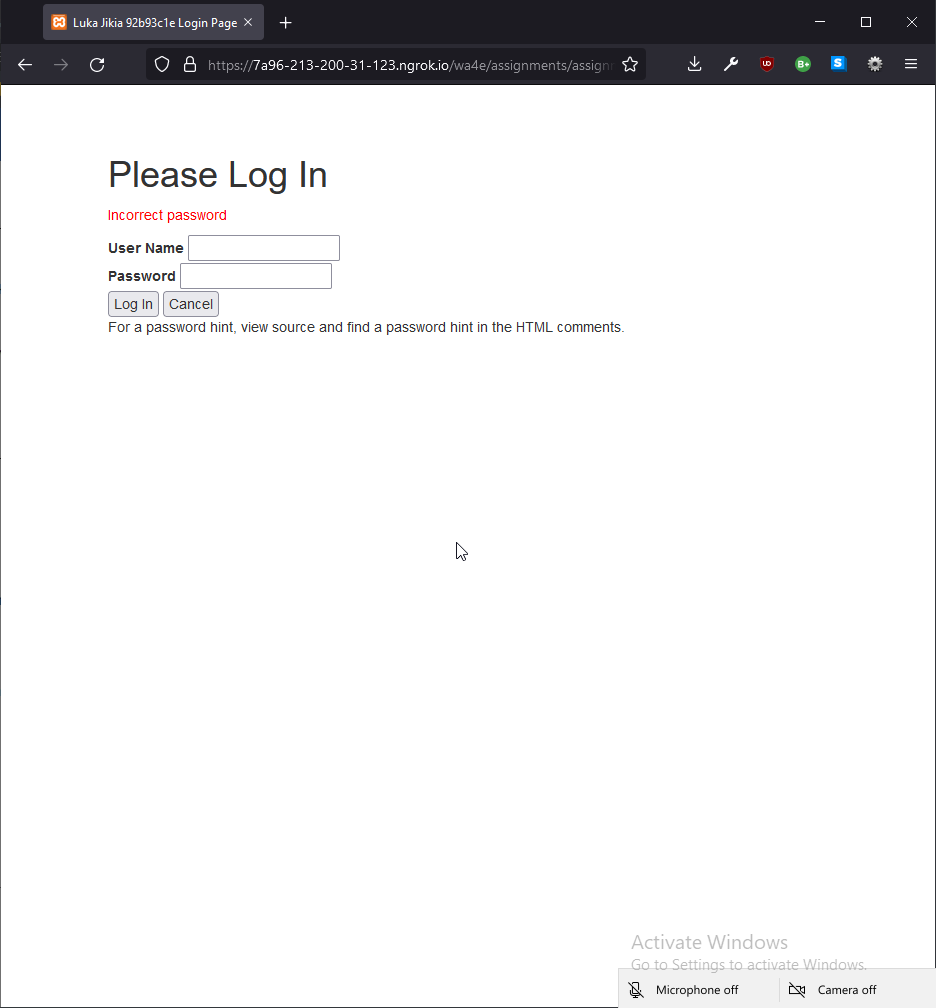 Luka Jikia 92b93c1e Login Page
https://7a96-213-200-31-123.ngrok.io/wa4e/assignments/assign
UD
B+
S
Please Log In
Incorrect password
User Name
Password
Log In Cancel
For a password hint, view source and find a password hint in the HTML comments.
Activate Windows
Go to Settings to activate Windows.
Microphone off Camera off